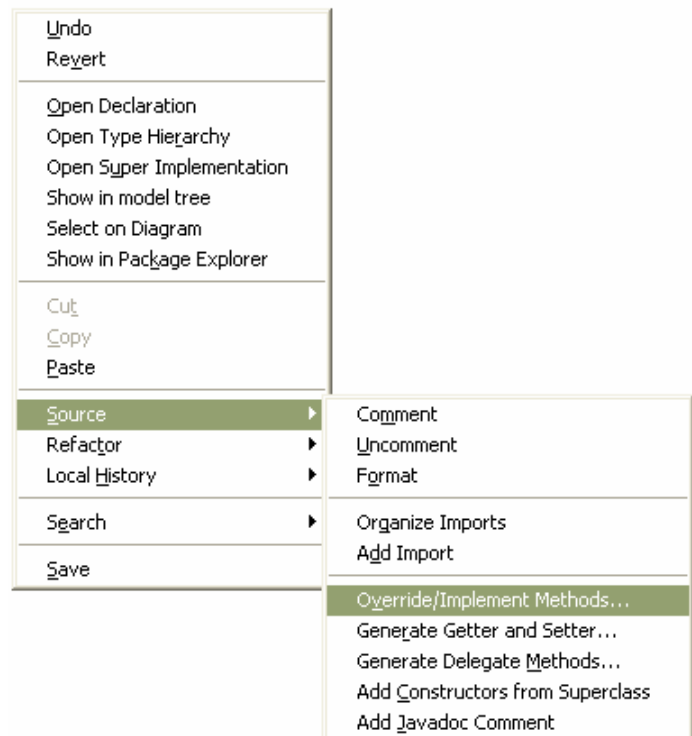 Undo
Revert
Open Declaration
Open Type Hierarchy
Open Super Implementation
Show in model tree
Select on Diagram
Show in Package Explorer
Cut
Copy
Paste
Source
Refactor
Local History
Search
Save
Comment
Uncomment
Format
Organize Imports
Add Import
Override/Implement Methods...
Generate Getter and Setter...
Generate Delegate Methods...
Add Constructors from Superclass
Add Javadoc Comment